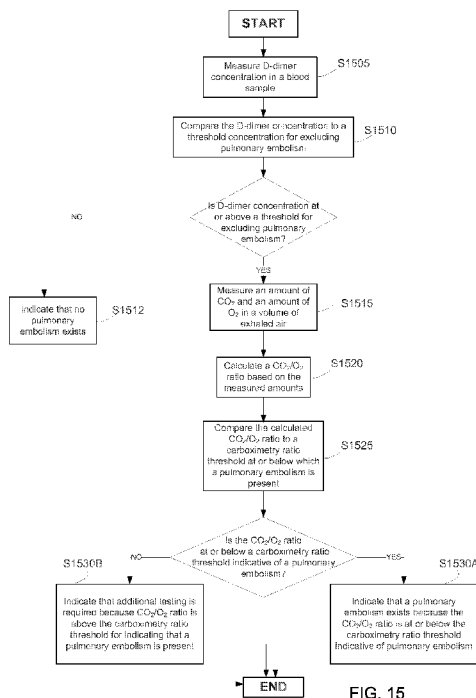 START
Measure D-dimer
concentration in a blood
sample
S1505
Compare the D-dimer concentration to a
threshold concentration for excluding
pulmonary embolism
S1510
Is D-dimer concentration at
or above a threshold for
excluding pulmonary
embolism?
NO
YES
Indicate that no
pulmonary
embolism exists
S1512
Measure an amount of
CO2 and an amount of
O2 in a volume of
exhaled air
S1515
Calculate a CO2/O2
ratio based on the
measured amounts
S1520
Compare the calculated
CO2/O2 ratio to a
carboximetry ratio
threshold at or below which
a pulmonary embolism is
present
S1525
Is the CO2/O2 ratio
at or below a carboximetry ratio
threshold indicative of a pulmonary
embolism?
NO
YES
S1530B
Indicate that additional testing is
required because CO2/O2 ratio is
above the carboximetry ratio
threshold for indicating that a
pulmonary embolism is present
S1530A
Indicate that a pulmonary
embolism exists because the
CO2/O2 ratio is at or below the
carboximetry ratio threshold
indicative of pulmonary embolism
END
FIG. 15